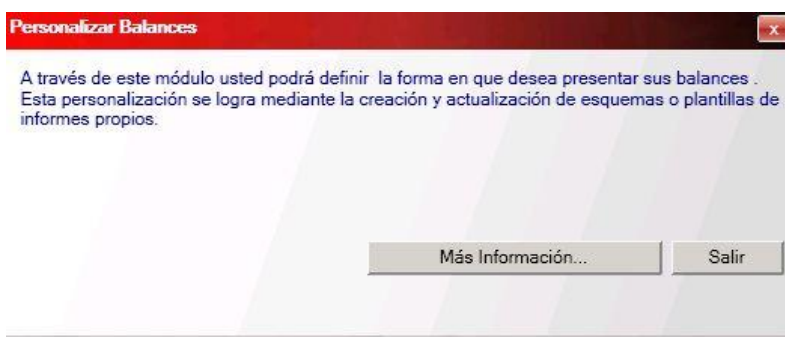 Personalizar Balances
x
A través de este módulo usted podrá definir la forma en que desea presentar sus balances .
Esta personalización se logra mediante la creación y actualización de esquemas o plantillas de
informes propios.
Más Información... Salir